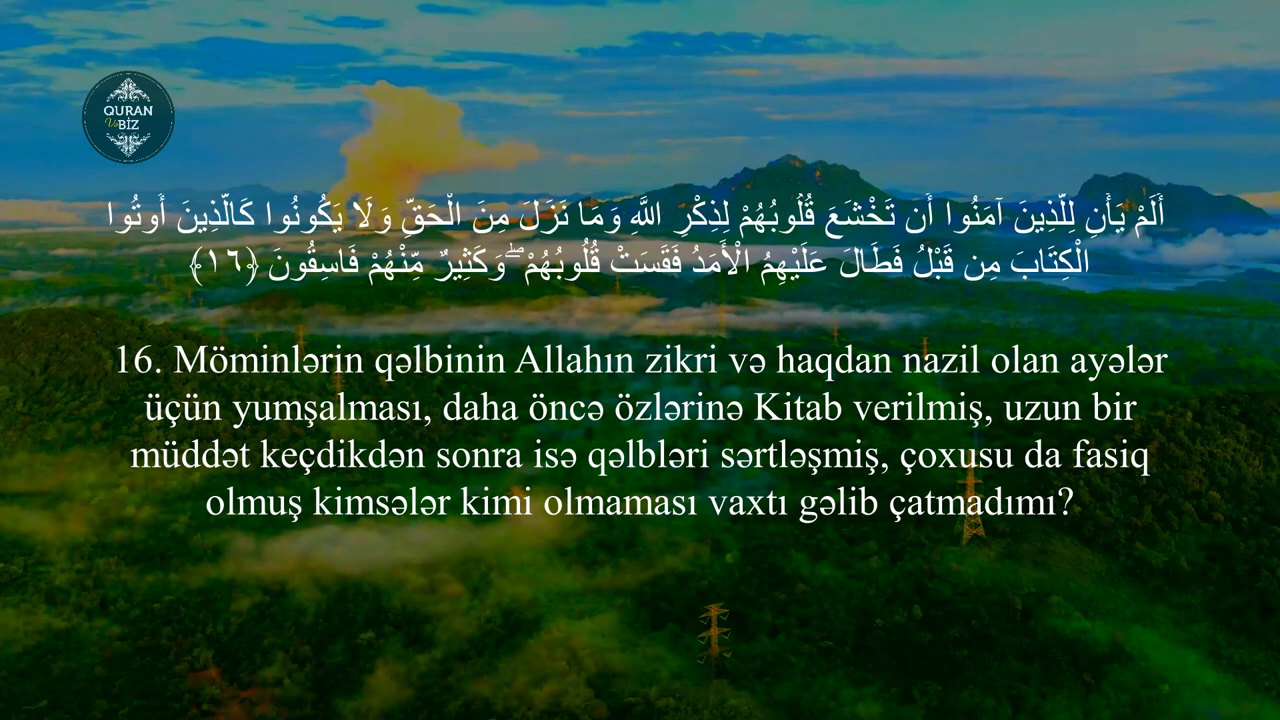 QURAN
Və
BİZ
أَلَمْ يَأْنِ لِلَّذِينَ آمَنُوا أَن تَخْشَعَ قُلُوبُهُمْ لِذِكْرِ اللَّهِ وَمَا نَزَلَ مِنَ الْحَقِّ وَلَا يَكُونُوا كَالَّذِينَ أُوتُوا
الْكِتَابَ مِن قَبْلُ فَطَالَ عَلَيْهِمُ الْأَمَدُ فَقَسَتْ قُلُوبُهُمْ ۖ وَكَثِيرٌ مِّنْهُمْ فَاسِقُونَ ﴿١٦﴾
16. Möminlərin qəlbinin Allahın zikri və haqdan nazil olan ayələr
üçün yumşalması, daha öncə özlərinə Kitab verilmiş, uzun bir
müddət keçdikdən sonra isə qəlbləri sərtləşmiş, çoxusu da fasiq
olmuş kimsələr kimi olmaması vaxtı gəlib çatmadımı?